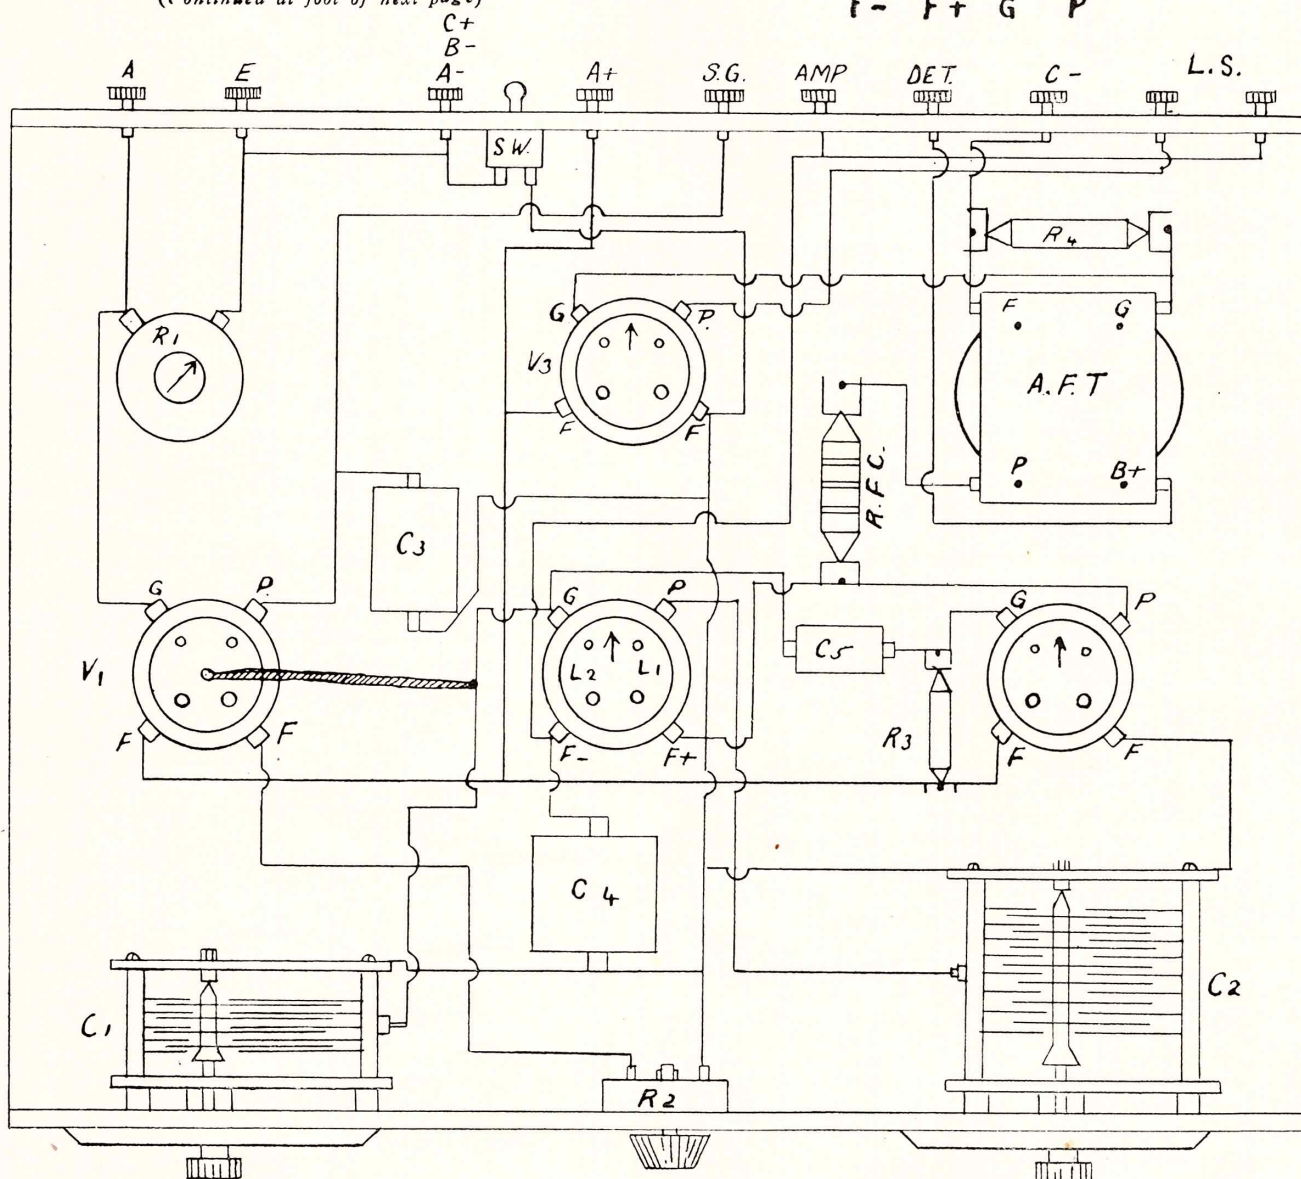 (Continued at foot of next page)
F- F+ G P
C+
B-
A E A- A+ S.G. AMP DET. C- L.S.
SW.
R4
G P.
R1
V3
F F
F G
A.F.T
P B+
R.F.C.
C3
G P
G P
G P
C5
V1
L2 L1
R3
F F
F- F+
F F
C4
C1
C2
R2